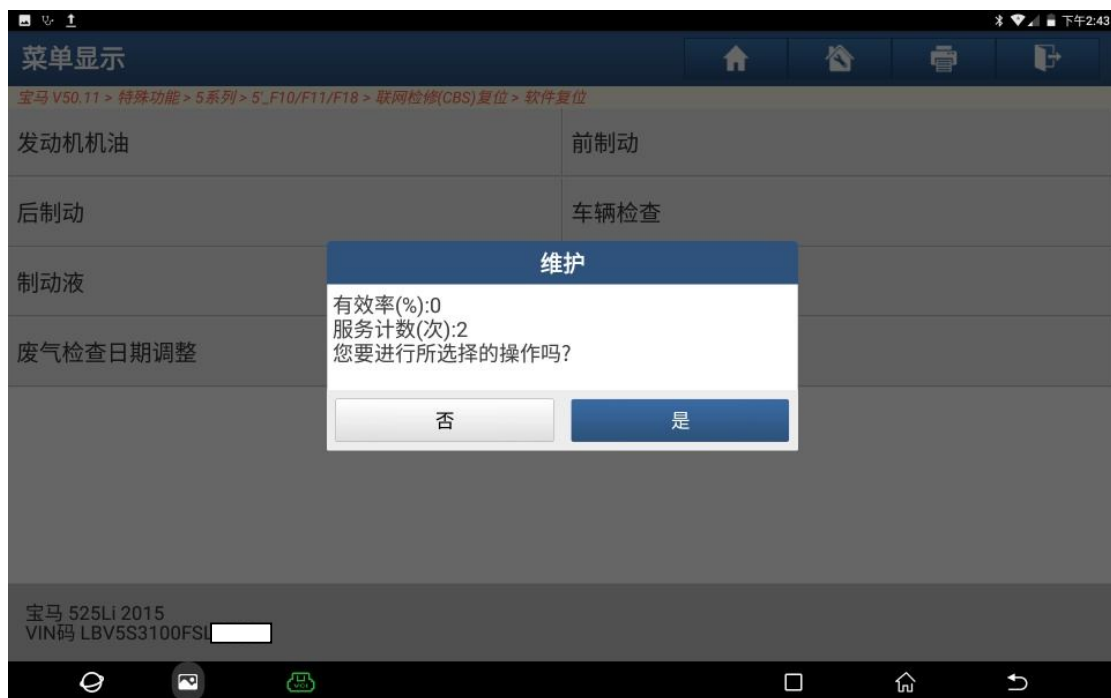 下午2:43
菜单显示
宝马 V50.11 > 特殊功能 > 5系列 > 5'_F10/F11/F18 > 联网检修(CBS)复位 > 软件复位
发动机机油
前制动
后制动
车辆检查
制动液
废气检查日期调整
维护
有效率(%):0
服务计数(次):2
您要进行所选择的操作吗?
否
是
宝马 525Li 2015
VIN码 LBV5S3100FSL
VCI